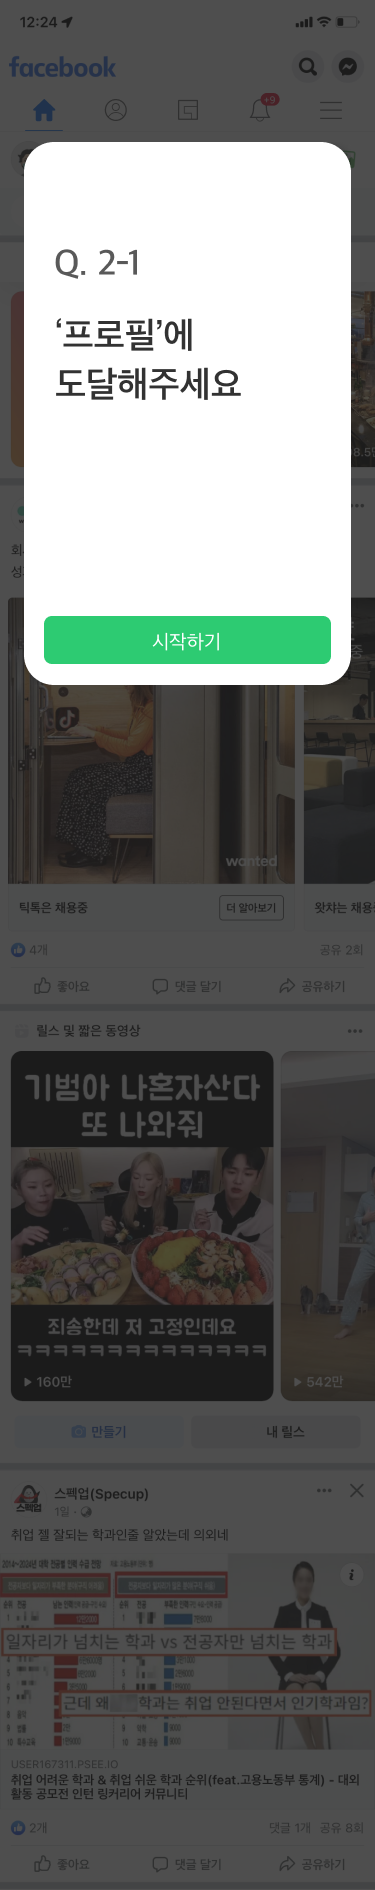 12:24
facebook
+9
Q. 2-1
‘프로필’에
도달해주세요
시작하기
wanted
틱톡은 채용중
더 알아보기
왓챠는 채용
4개
공유 2회
좋아요
댓글 달기
공유하기
릴스 및 짧은 동영상
기범아 나혼자산다
또 나와줘
죄송한데 저 고정인데요
ㅋㅋㅋㅋㅋㅋㅋㅋㅋㅋㅋㅋㅋㅋ
160만
542만
만들기
내 릴스
스펙업(Specup)
1일
취업 젤 잘되는 학과인줄 알았는데 의외네
일자리가 넘치는 학과 vs 전공자만 넘치는 학과
근데 왜 학과는 취업 안된다면서 인기학과임?
USER167311.PSEE.IO
취업 어려운 학과 & 취업 쉬운 학과 순위(feat.고용노동부 통계) - 대외
활동 공모전 인턴 링커리어 커뮤니티
2개
댓글 1개 공유 8회
좋아요
댓글 달기
공유하기